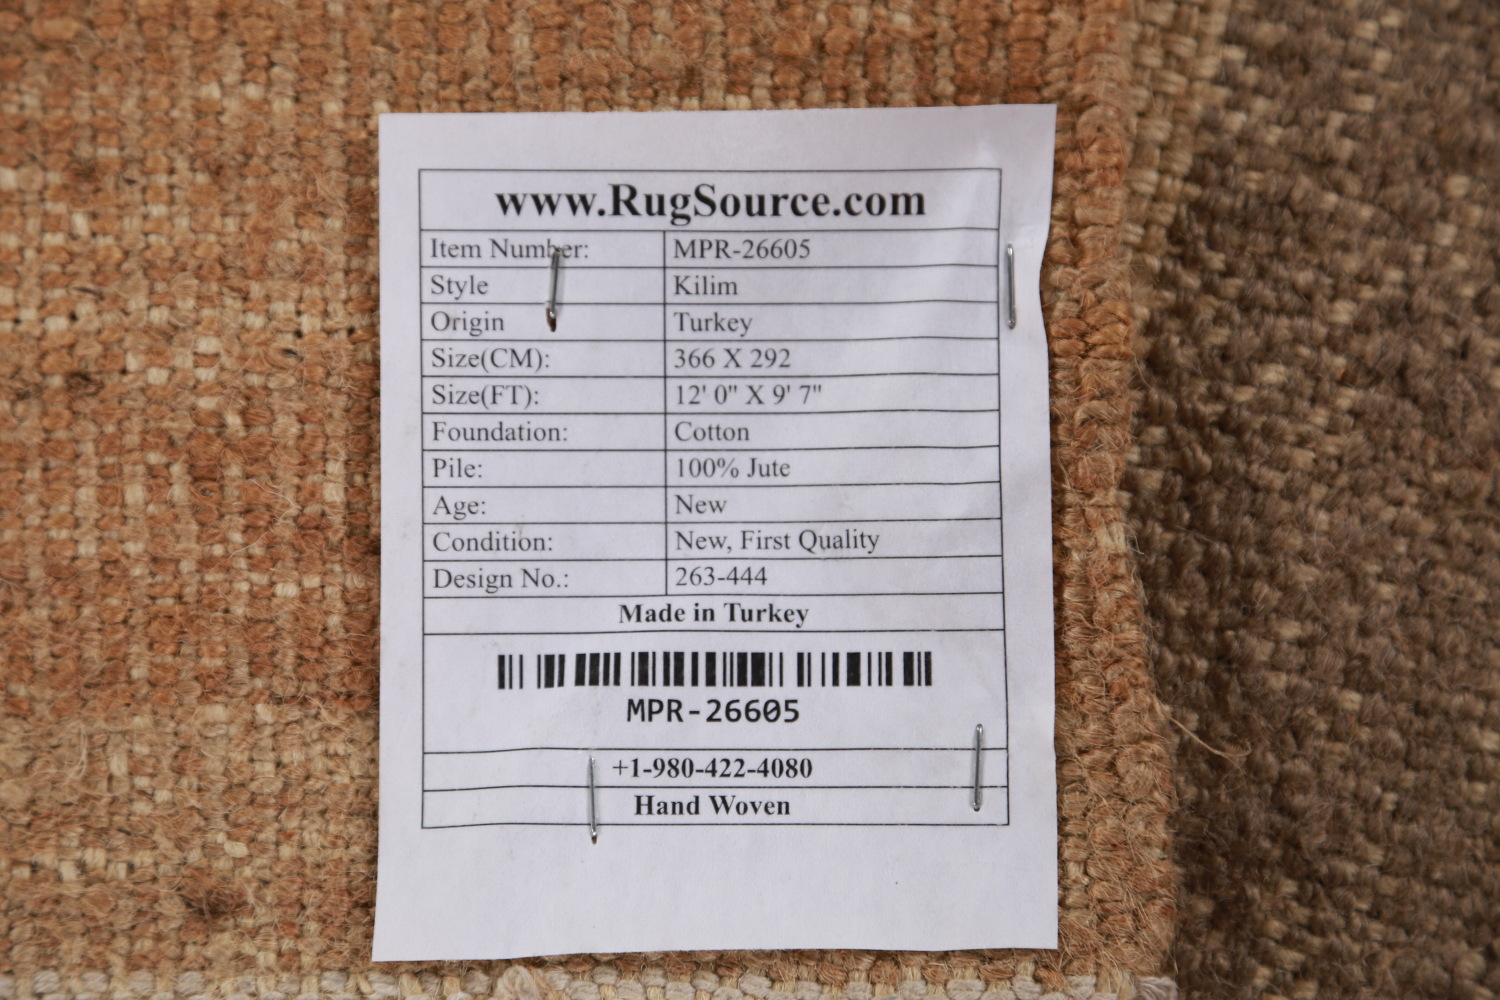 www.RugSource.com
Item Number: MPR-26605
Style Kilim
Origin Turkey
Size(CM): 366 X 292
Size(FT): 12' 0" X 9' 7"
Foundation: Cotton
Pile: 100% Jute
Age: New
Condition: New, First Quality
Design No.: 263-444
Made in Turkey
MPR-26605
+1-980-422-4080
Hand Woven